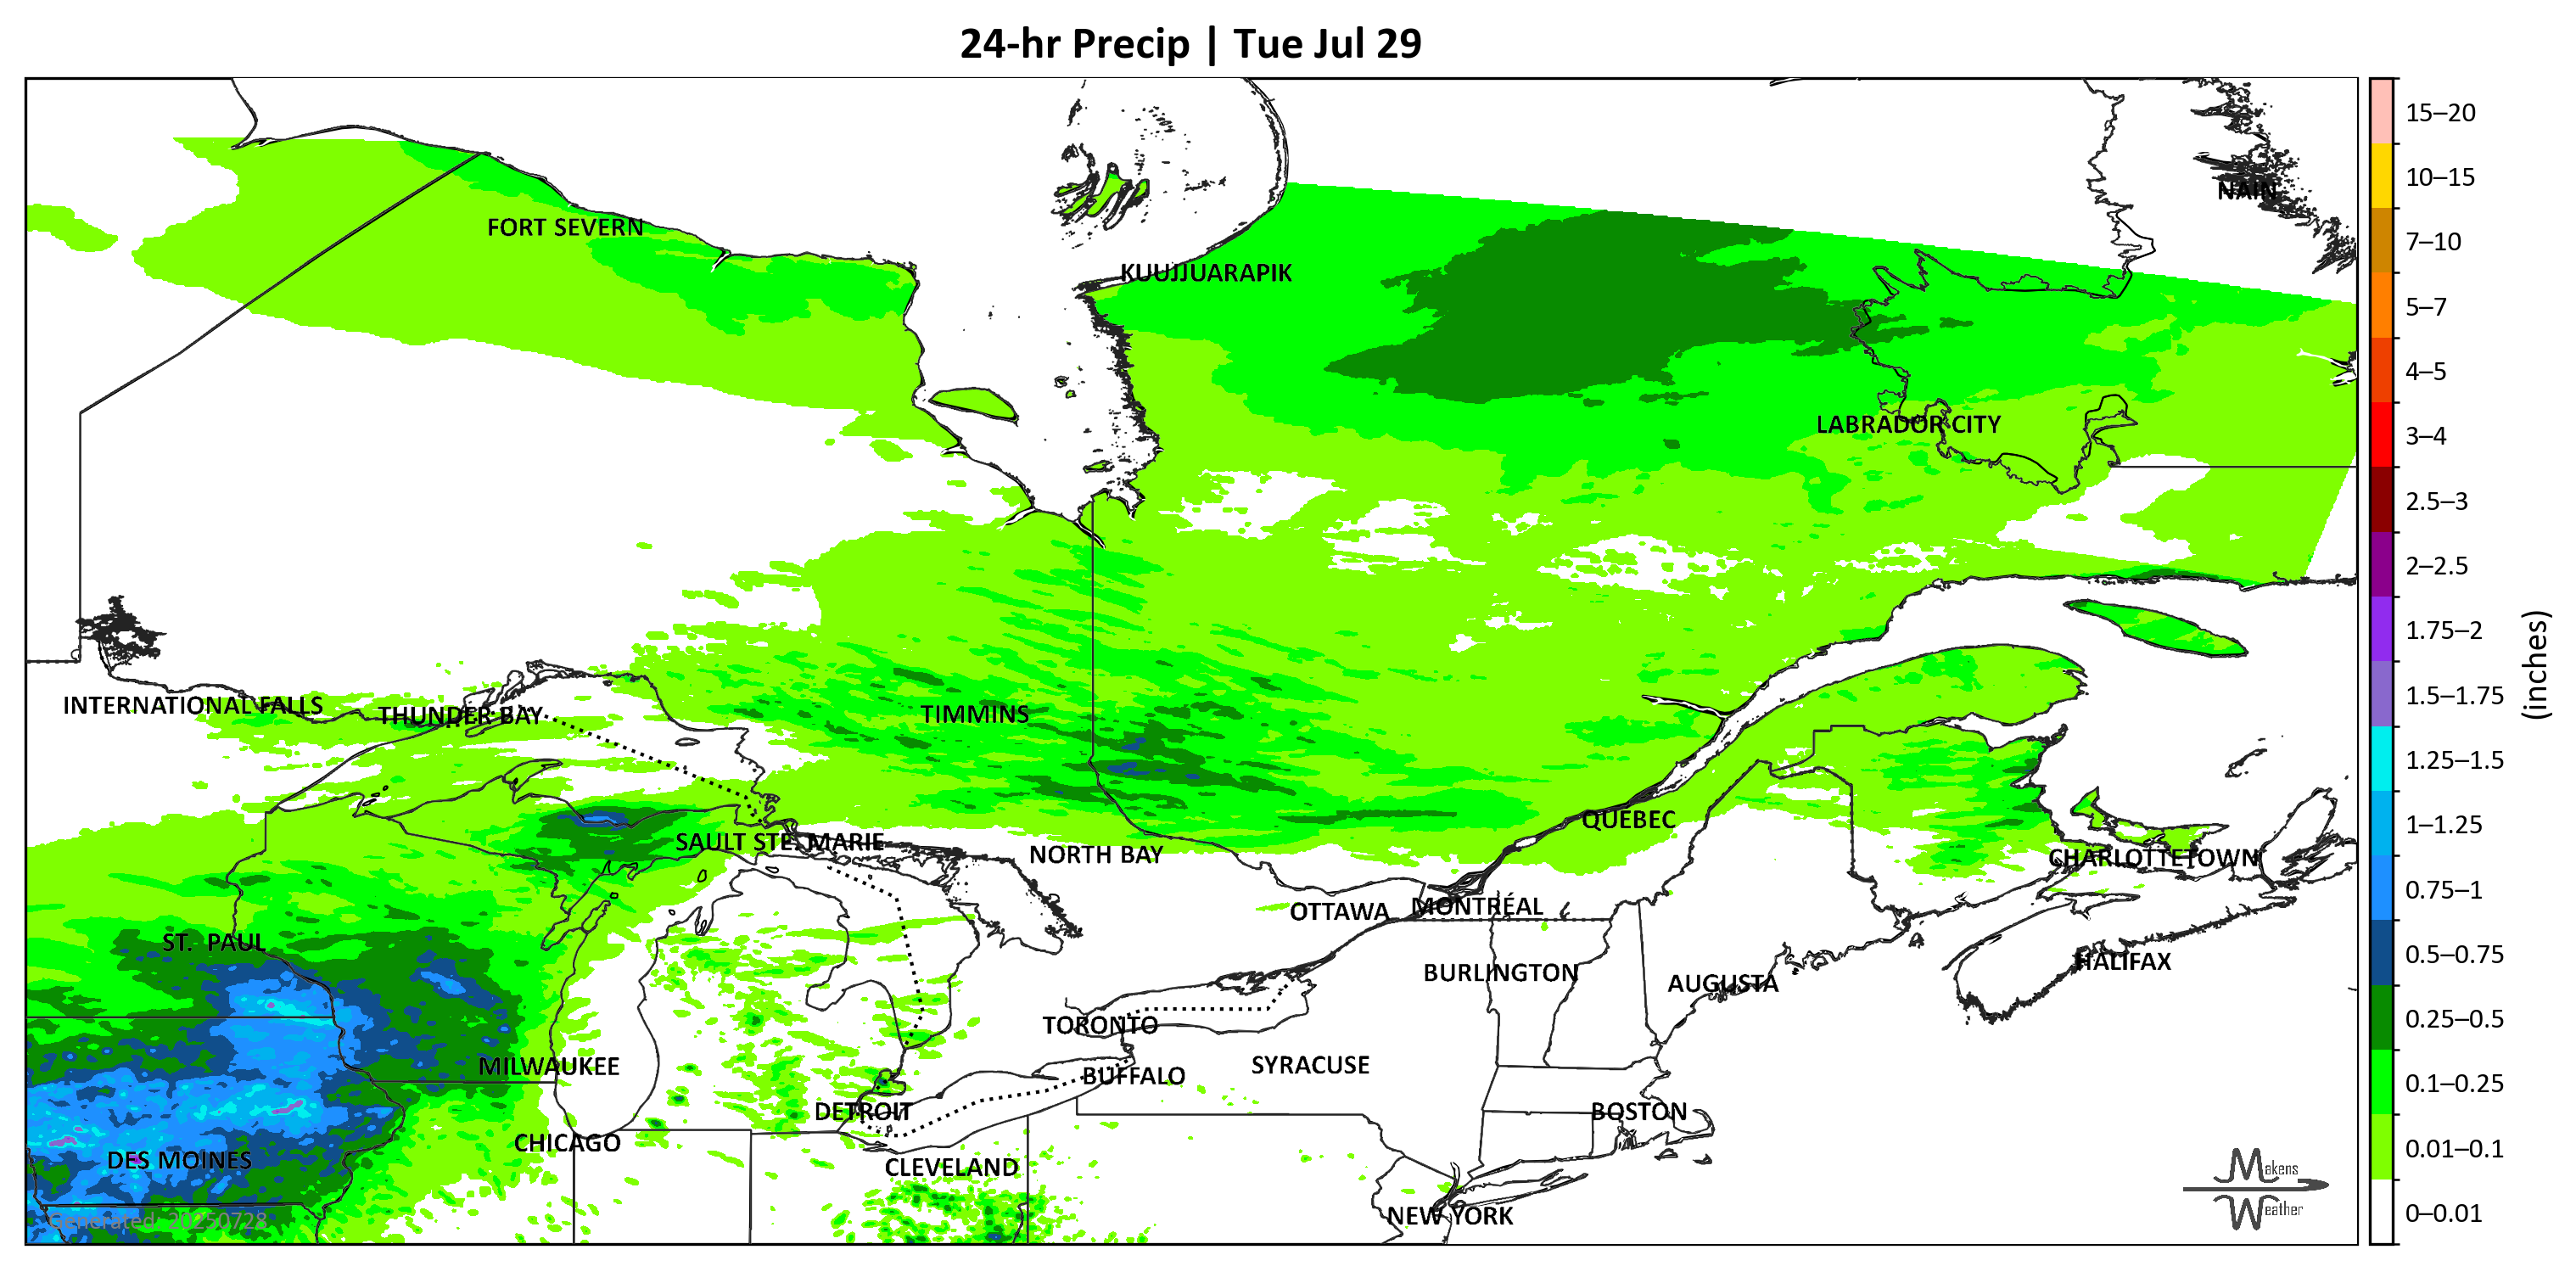 24-hr Precip | Tue Jul 29
NAIN
FORT SEVERN
KUUJJUARAPIK
LABRADOR CITY
INTERNATIONAL FALLS
THUNDER BAY
TIMMINS
SAULT STE. MARIE
QUÉBEC
NORTH BAY
CHARLOTTETOWN
OTTAWA
MONTRÉAL
ST. PAUL
HALIFAX
BURLINGTON
AUGUSTA
TORONTO
MILWAUKEE
SYRACUSE
BUFFALO
DETROIT
BOSTON
CHICAGO
DES MOINES
CLEVELAND
NEW YORK
Generated: 20250728
Makens
Weather
15–20
10–15
7–10
5–7
4–5
3–4
2.5–3
2–2.5
1.75–2
1.5–1.75
1.25–1.5
1–1.25
0.75–1
0.5–0.75
0.25–0.5
0.1–0.25
0.01–0.1
0–0.01
(inches)